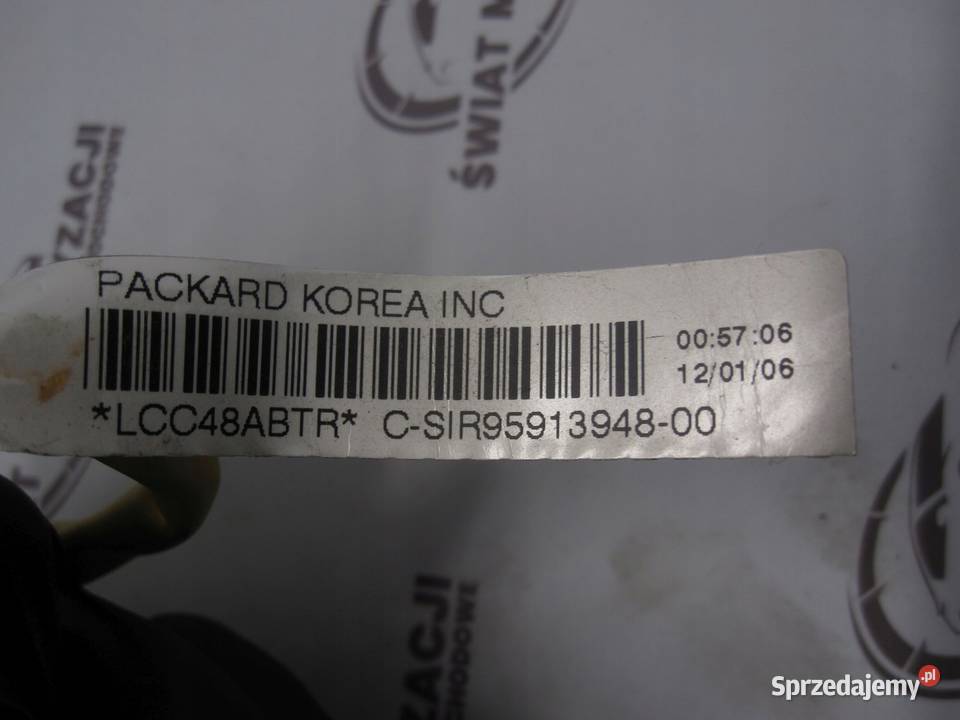 PACKARD KOREA INC
00:57:06
12/01/06
*LCC48ABTR* C-SIR95913948-00
ŚWIAT
Sprzedajemy.pl